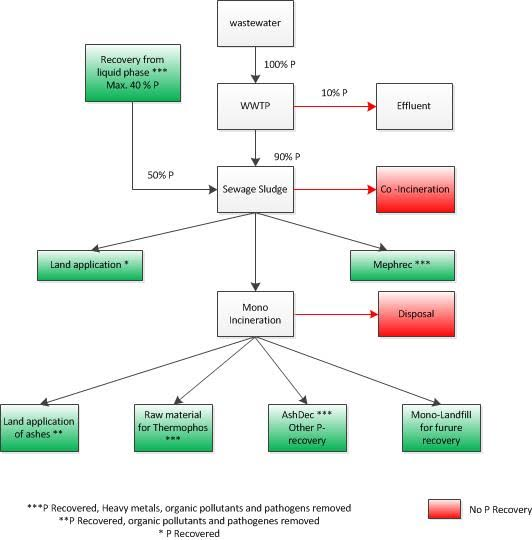 wastewater
Recovery from
liquid phase ***
Max. 40 % P
100% P
WWTP
10% P
Effluent
90% P
50% P
Sewage Sludge
Co -Incineration
Land application *
Mephrec ***
Mono
Incineration
Disposal
Land application
of ashes **
Raw material
for Thermophos
***
AshDec ***
Other P-
recovery
Mono-Landfill
for furure
recovery
***P Recovered, Heavy metals, organic pollutants and pathogens removed
**P Recovered, organic pollutants and pathogenes removed
* P Recovered
No P Recovery